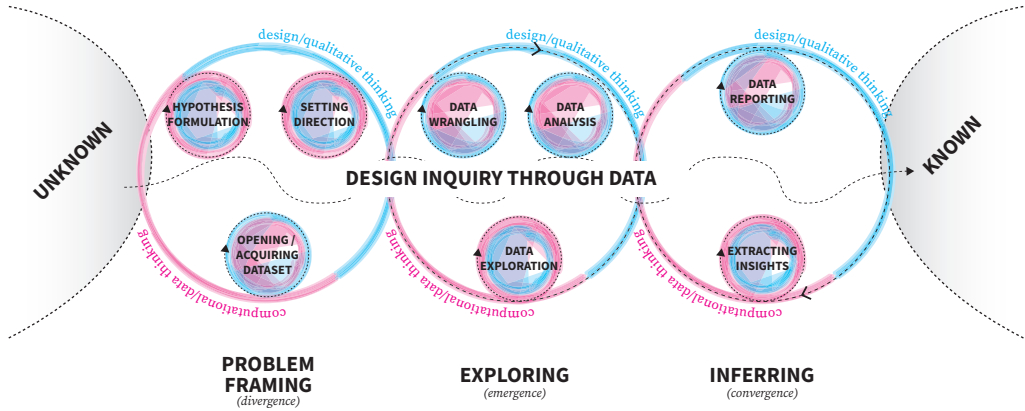 design/qualitative thinking
design/qualitative thinking
design/qualitative thinking
HYPOTHESIS
FORMULATION
SETTING
DIRECTION
DATA
WRANGLING
DATA
ANALYSIS
DATA
REPORTING
UNKNOWN
KNOWN
DESIGN INQUIRY THROUGH DATA
OPENING /
ACQUIRING
DATASET
DATA
EXPLORATION
EXTRACTING
INSIGHTS
computational/data thinking
computational/data thinking
computational/data thinking
PROBLEM
FRAMING
(divergence)
EXPLORING
(emergence)
INFERRING
(convergence)